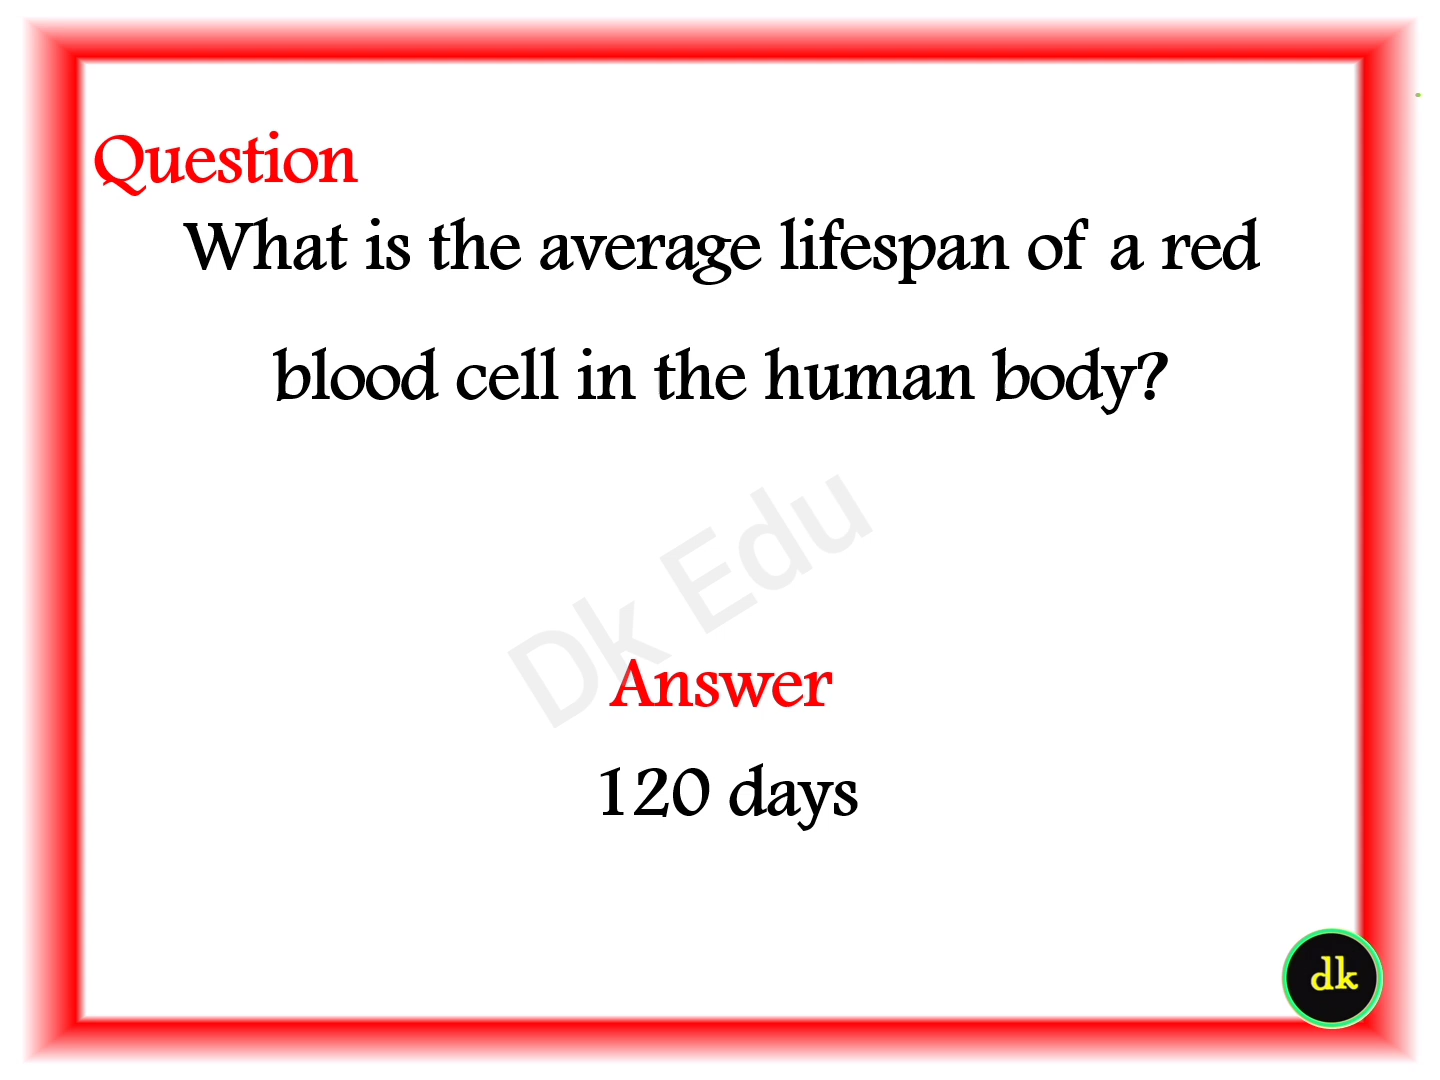 Question
What is the average lifespan of a red
blood cell in the human body?
Dk Edu
Answer
120 days
dk